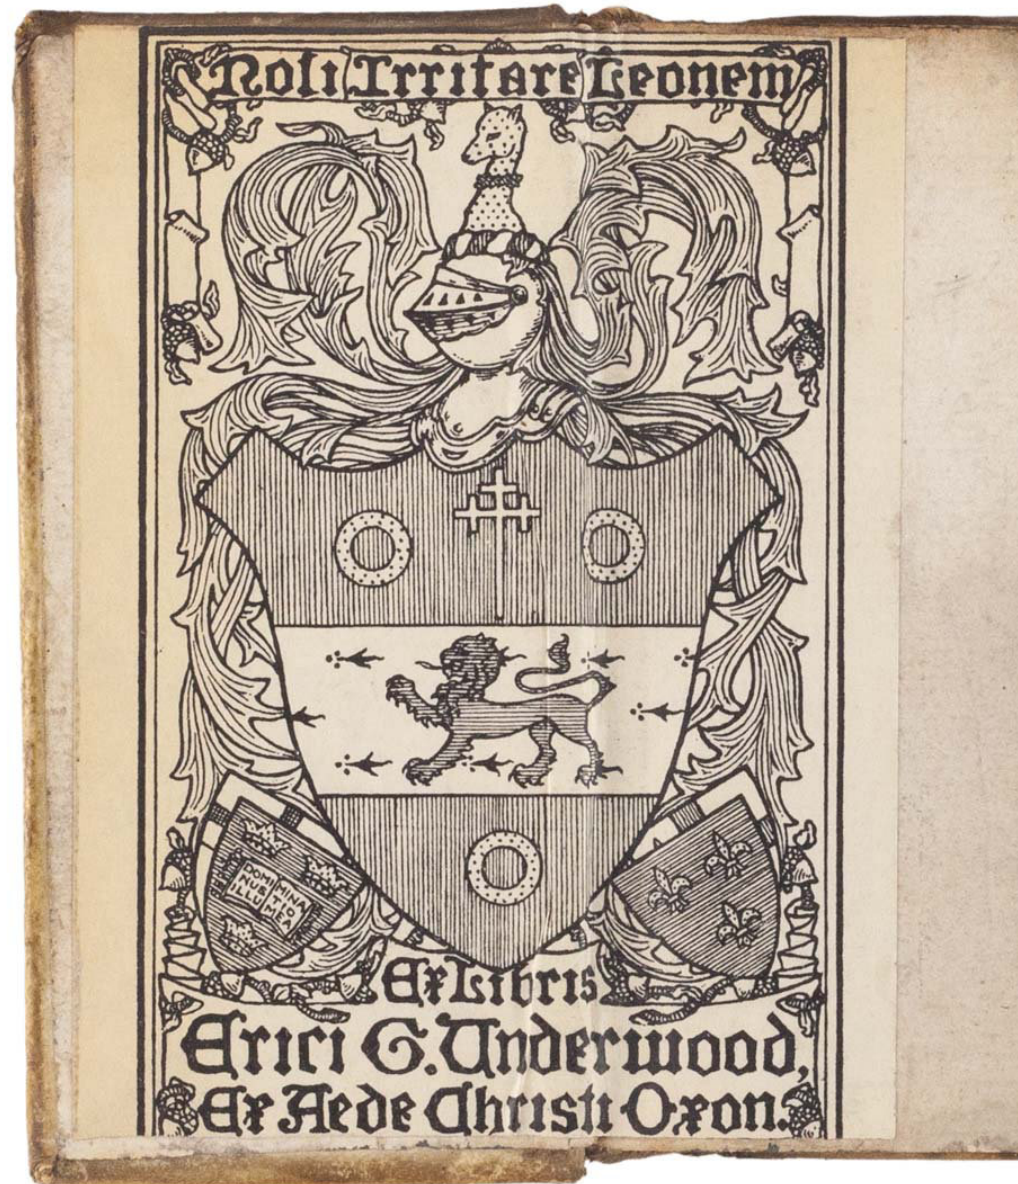 Noli Irritare Leonem
DOMI MINA
NUS TIO
ILLU MEA
Ex Libris
Erici G. Underwood,
Ex Aede Christi Oxon.